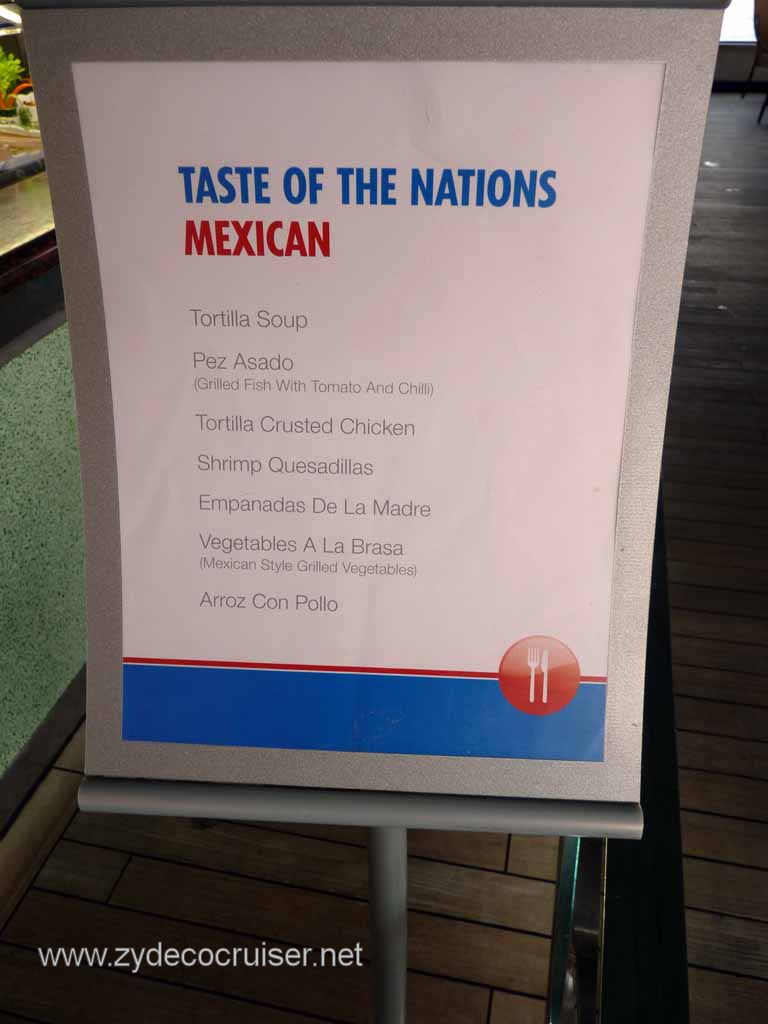 TASTE OF THE NATIONS
MEXICAN
Tortilla Soup
Pez Asado
(Grilled Fish With Tomato And Chilli)
Tortilla Crusted Chicken
Shrimp Quesadillas
Empanadas De La Madre
Vegetables A La Brasa
(Mexican Style Grilled Vegetables)
Arroz Con Pollo
www.zydecocruiser.net